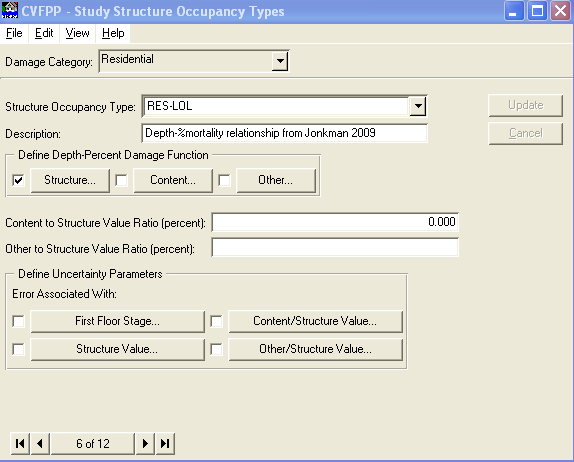 CVFPP - Study Structure Occupancy Types
File Edit View Help
Damage Category: Residential
Structure Occupancy Type: RES-LOL Update
Description: Depth-%mortality relationship from Jonkman 2009 Cancel
Define Depth-Percent Damage Function
Structure... Content... Other...
Content to Structure Value Ratio (percent): 0.000
Other to Structure Value Ratio (percent):
Define Uncertainty Parameters
Error Associated With:
First Floor Stage... Content/Structure Value...
Structure Value... Other/Structure Value...
6 of 12